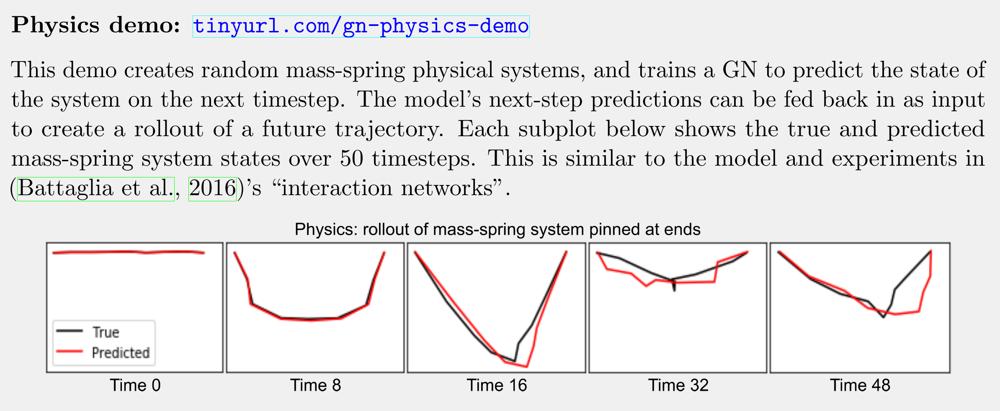 Physics demo: tinyurl.com/gn-physics-demo
This demo creates random mass-spring physical systems, and trains a GN to predict the state of
the system on the next timestep. The model’s next-step predictions can be fed back in as input
to create a rollout of a future trajectory. Each subplot below shows the true and predicted
mass-spring system states over 50 timesteps. This is similar to the model and experiments in
(Battaglia et al., 2016)’s “interaction networks”.
Physics: rollout of mass-spring system pinned at ends
True
Predicted
Time 0
Time 8
Time 16
Time 32
Time 48